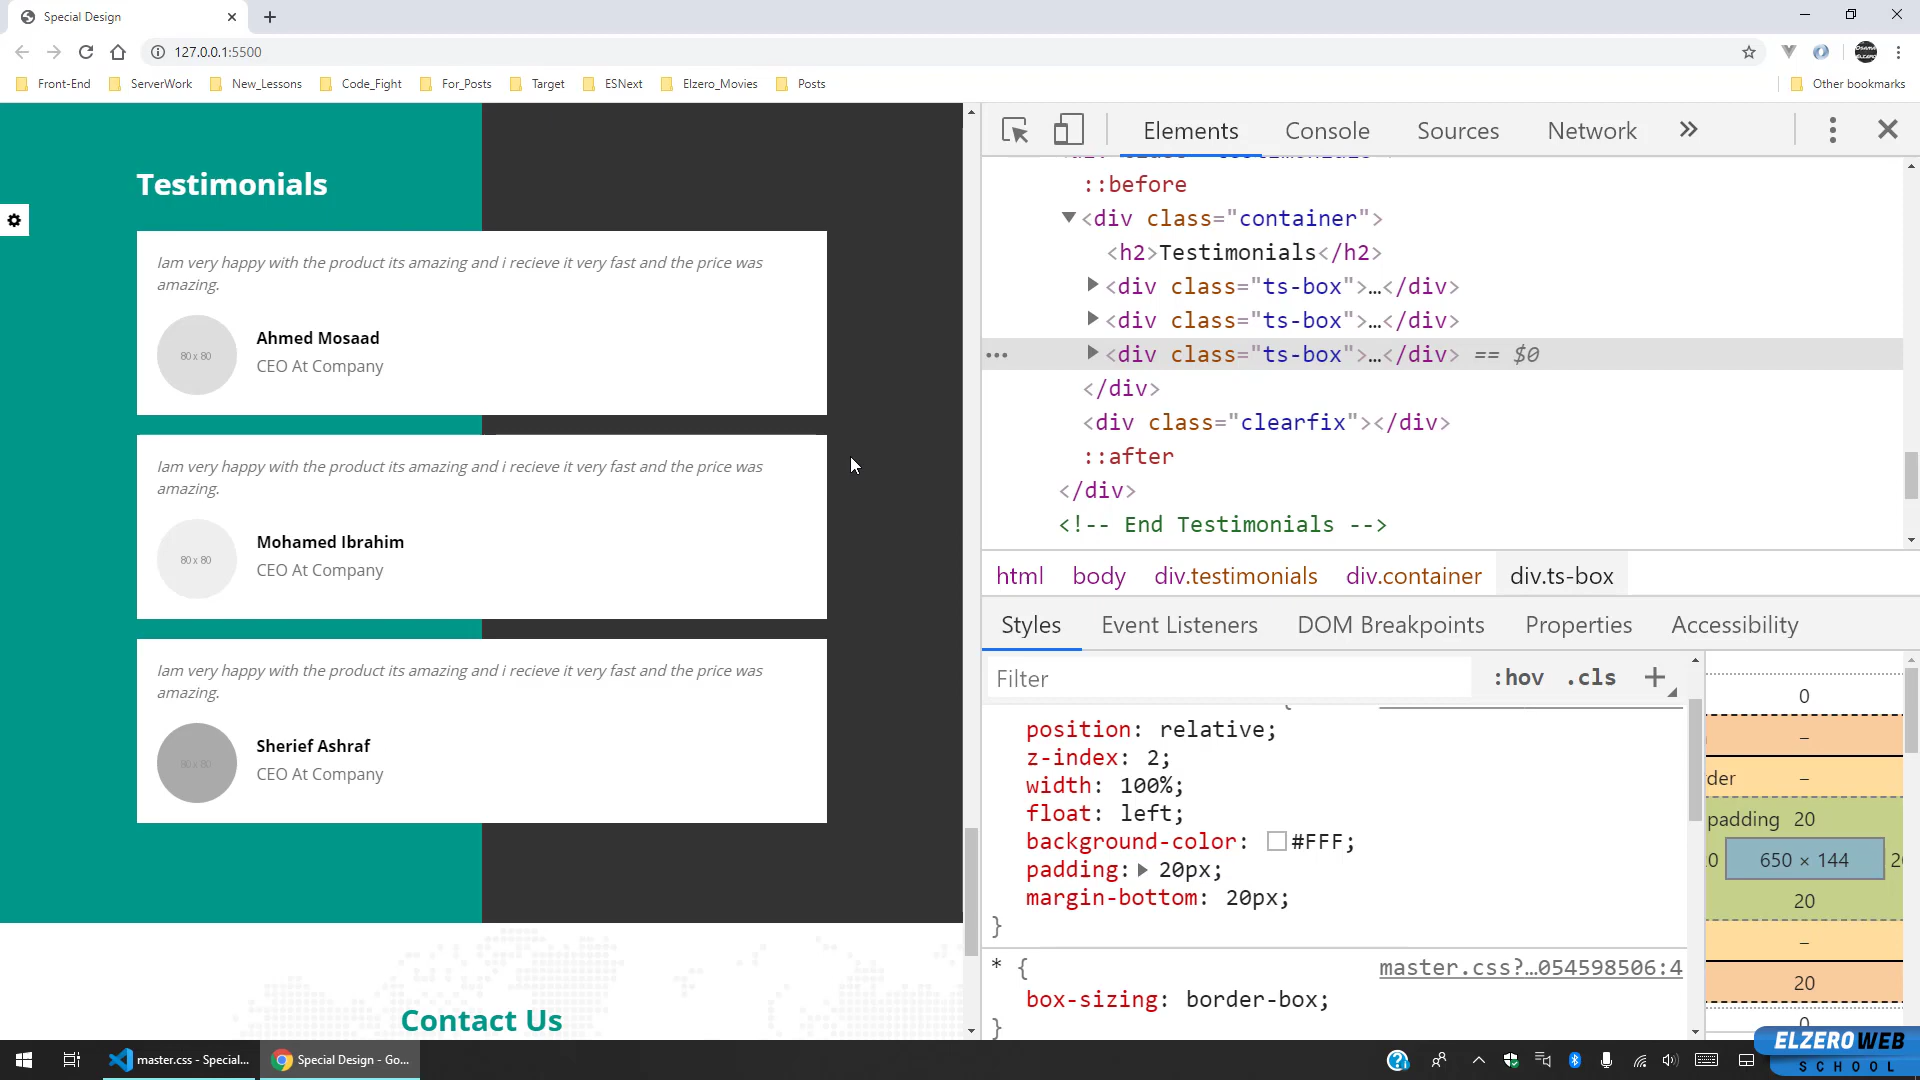 Special Design
127.0.0.1:5500
Front-End
ServerWork
New_Lessons
Code_Fight
For_Posts
Target
ESNext
Elzero_Movies
Posts
Other bookmarks
Testimonials
Iam very happy with the product its amazing and i recieve it very fast and the price was
amazing.
80 x 80
Ahmed Mosaad
CEO At Company
Iam very happy with the product its amazing and i recieve it very fast and the price was
amazing.
80 x 80
Mohamed Ibrahim
CEO At Company
Iam very happy with the product its amazing and i recieve it very fast and the price was
amazing.
80 x 80
Sherief Ashraf
CEO At Company
Contact Us
Elements Console Sources Network
::before
<div class="container">
<h2>Testimonials</h2>
<div class="ts-box">…</div>
<div class="ts-box">…</div>
<div class="ts-box">…</div> == $0
</div>
<div class="clearfix"></div>
::after
</div>
<!-- End Testimonials -->
html body div.testimonials div.container div.ts-box
Styles Event Listeners DOM Breakpoints Properties Accessibility
Filter :hov .cls +
position: relative;
z-index: 2;
width: 100%;
float: left;
background-color: #FFF;
padding: 20px;
margin-bottom: 20px;
}
* { master.css?…054598506:4
box-sizing: border-box;
}
0
–
der –
padding 20
650 × 144
20
–
20
master.css - Special...
Special Design - Go...
ELZERO WEB
SCHOOL